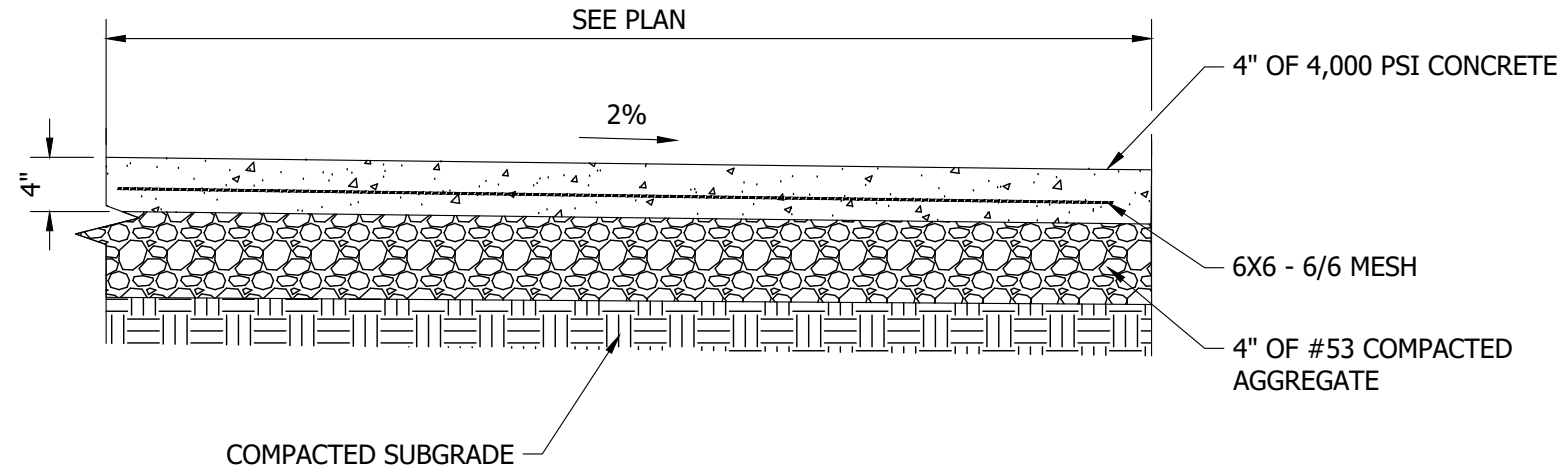 SEE PLAN
4" OF 4,000 PSI CONCRETE
2%
4"
6X6 - 6/6 MESH
4" OF #53 COMPACTED
AGGREGATE
COMPACTED SUBGRADE